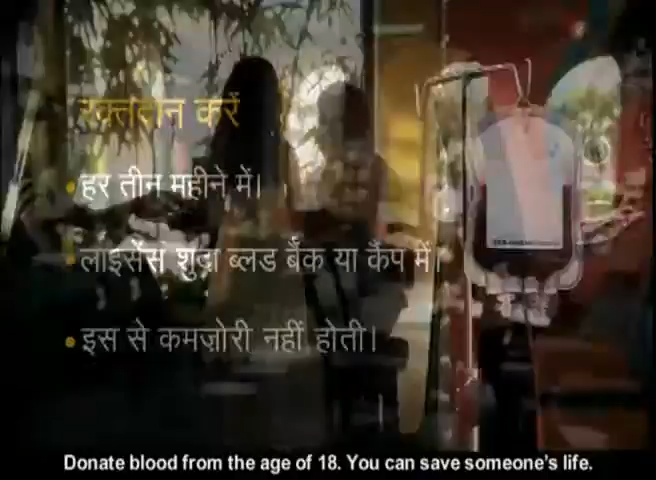 रक्तदान करें
•हर तीन महीने में।
•लाइसेंस शुदा ब्लड बैंक या कैंप में।
•इस से कमज़ोरी नहीं होती।
Donate blood from the age of 18. You can save someone's life.